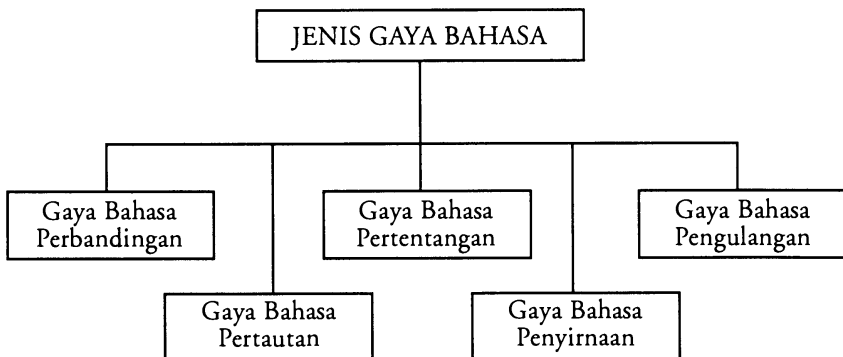 JENIS GAYA BAHASA
Gaya Bahasa
Perbandingan
Gaya Bahasa
Pertentangan
Gaya Bahasa
Pengulangan
Gaya Bahasa
Pertautan
Gaya Bahasa
Penyirnaan